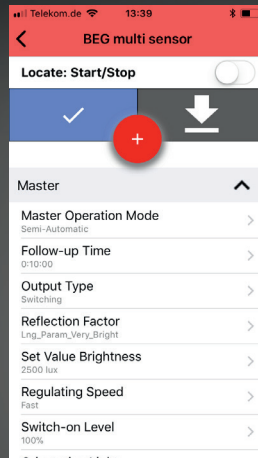 Telekom.de 13:39
BEG multi sensor
Locate: Start/Stop
Master
Master Operation Mode
Semi-Automatic
Follow-up Time
0:10:00
Output Type
Switching
Reflection Factor
Lng_Param_Very_Bright
Set Value Brightness
2500 lux
Regulating Speed
Fast
Switch-on Level
100%